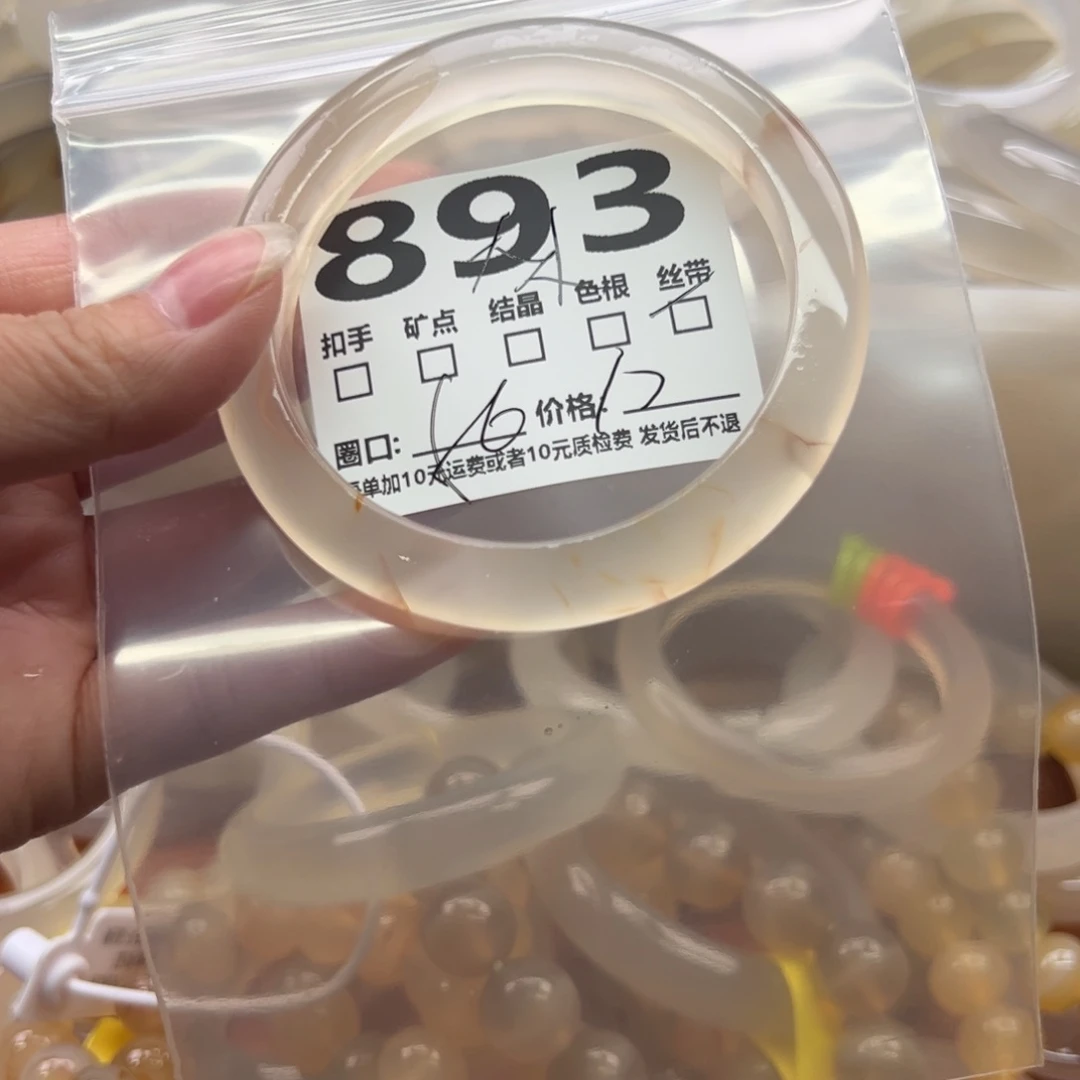 893
扣手 矿点 结晶 色根 丝带
圈口: 价格: 12
单加10元运费或者10元质检费 发货后不退